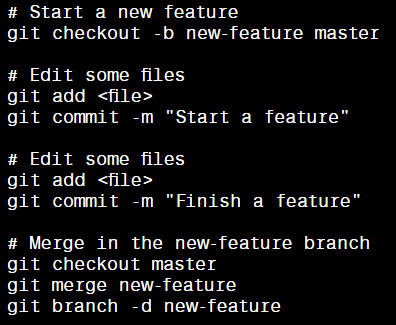 # Start a new feature
git checkout -b new-feature master
# Edit some files
git add <file>
git commit -m "Start a feature"
# Edit some files
git add <file>
git commit -m "Finish a feature"
# Merge in the new-feature branch
git checkout master
git merge new-feature
git branch -d new-feature